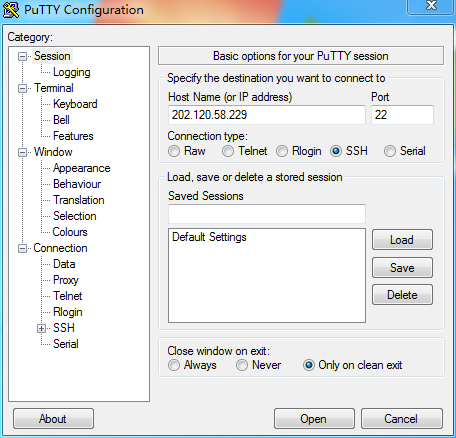 PuTTY Configuration
Category:
Session
Logging
Terminal
Keyboard
Bell
Features
Window
Appearance
Behaviour
Translation
Selection
Colours
Connection
Data
Proxy
Telnet
Rlogin
SSH
Serial
Basic options for your PuTTY session
Specify the destination you want to connect to
Host Name (or IP address) Port
202.120.58.229 22
Connection type:
Raw Telnet Rlogin SSH Serial
Load, save or delete a stored session
Saved Sessions
Default Settings
Load
Save
Delete
Close window on exit:
Always Never Only on clean exit
About Open Cancel